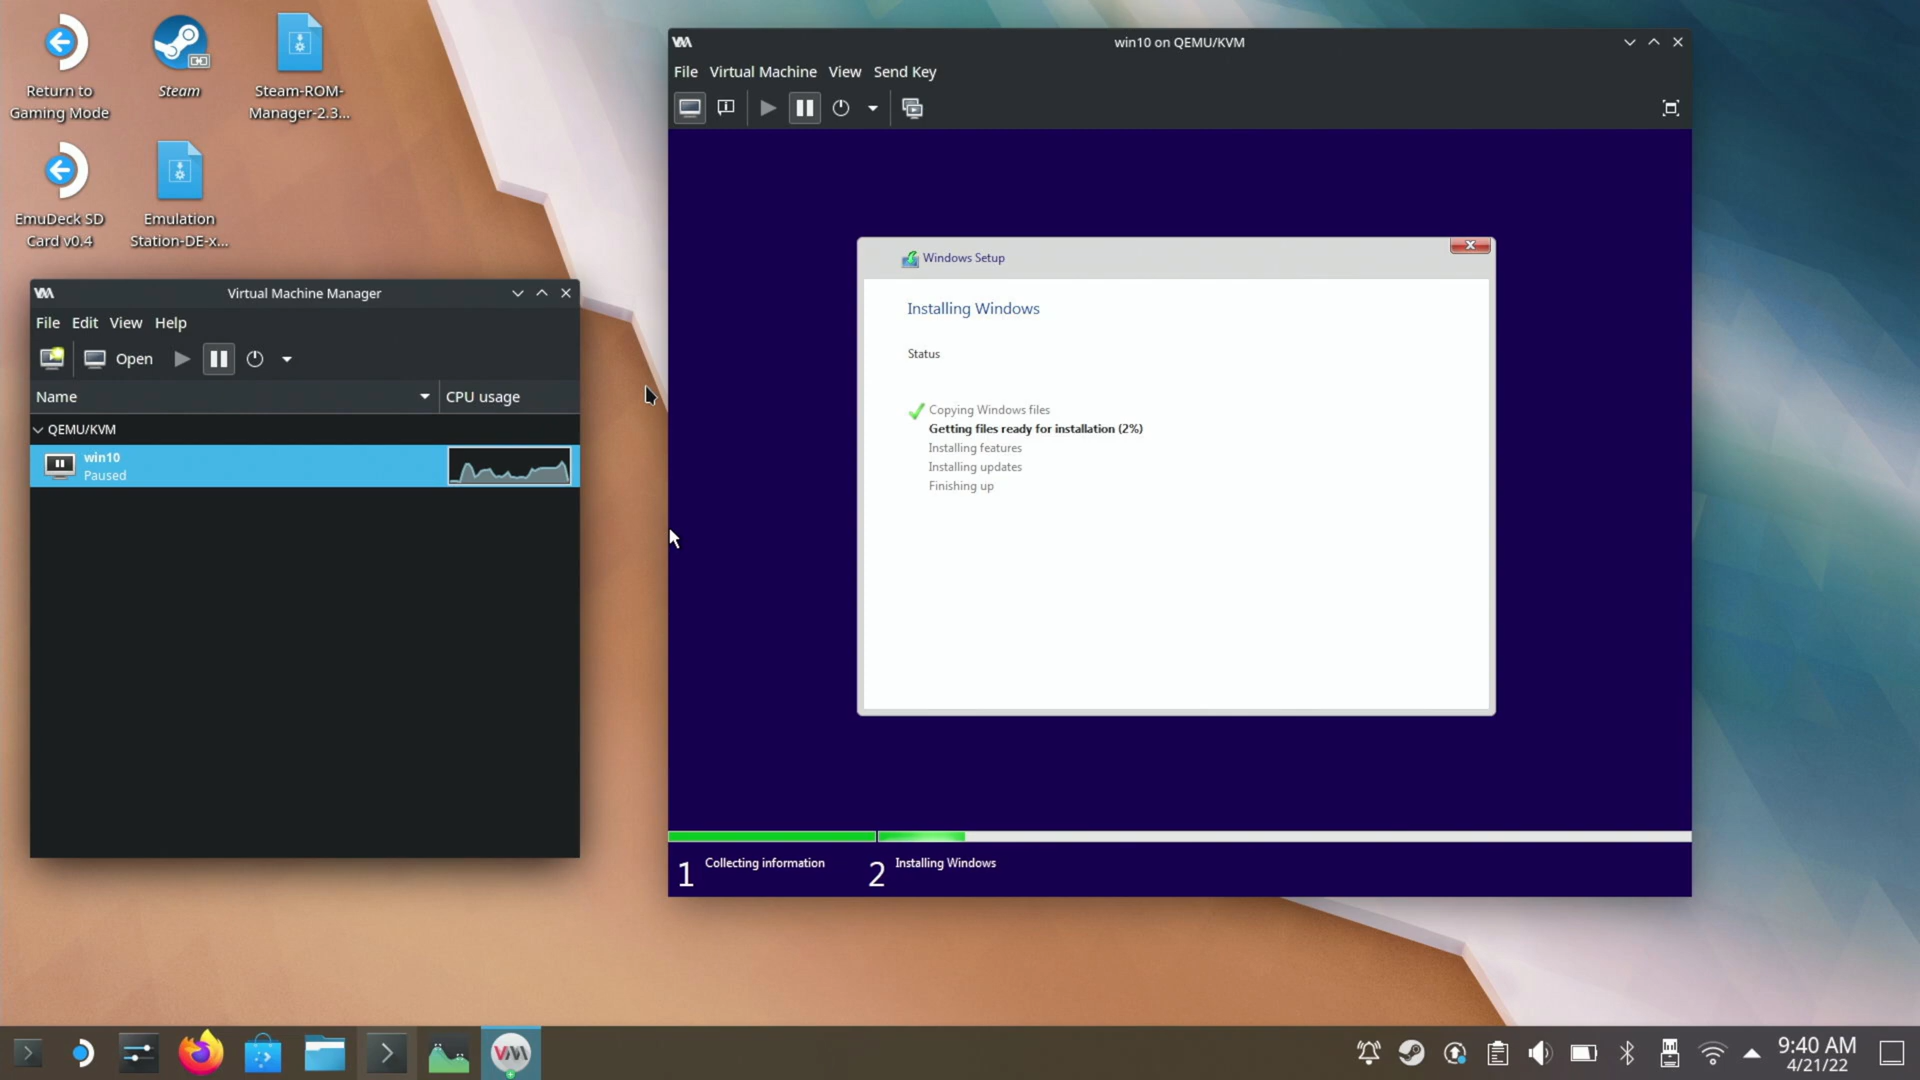 Return to
Gaming Mode
Steam
Steam-ROM-
Manager-2.3...
EmuDeck SD
Card v0.4
Emulation
Station-DE-x...
Virtual Machine Manager
File Edit View Help
Open
Name CPU usage
QEMU/KVM
win10
Paused
win10 on QEMU/KVM
File Virtual Machine View Send Key
Windows Setup
Installing Windows
Status
Copying Windows files
Getting files ready for installation (2%)
Installing features
Installing updates
Finishing up
1 Collecting information 2 Installing Windows
9:40 AM
4/21/22